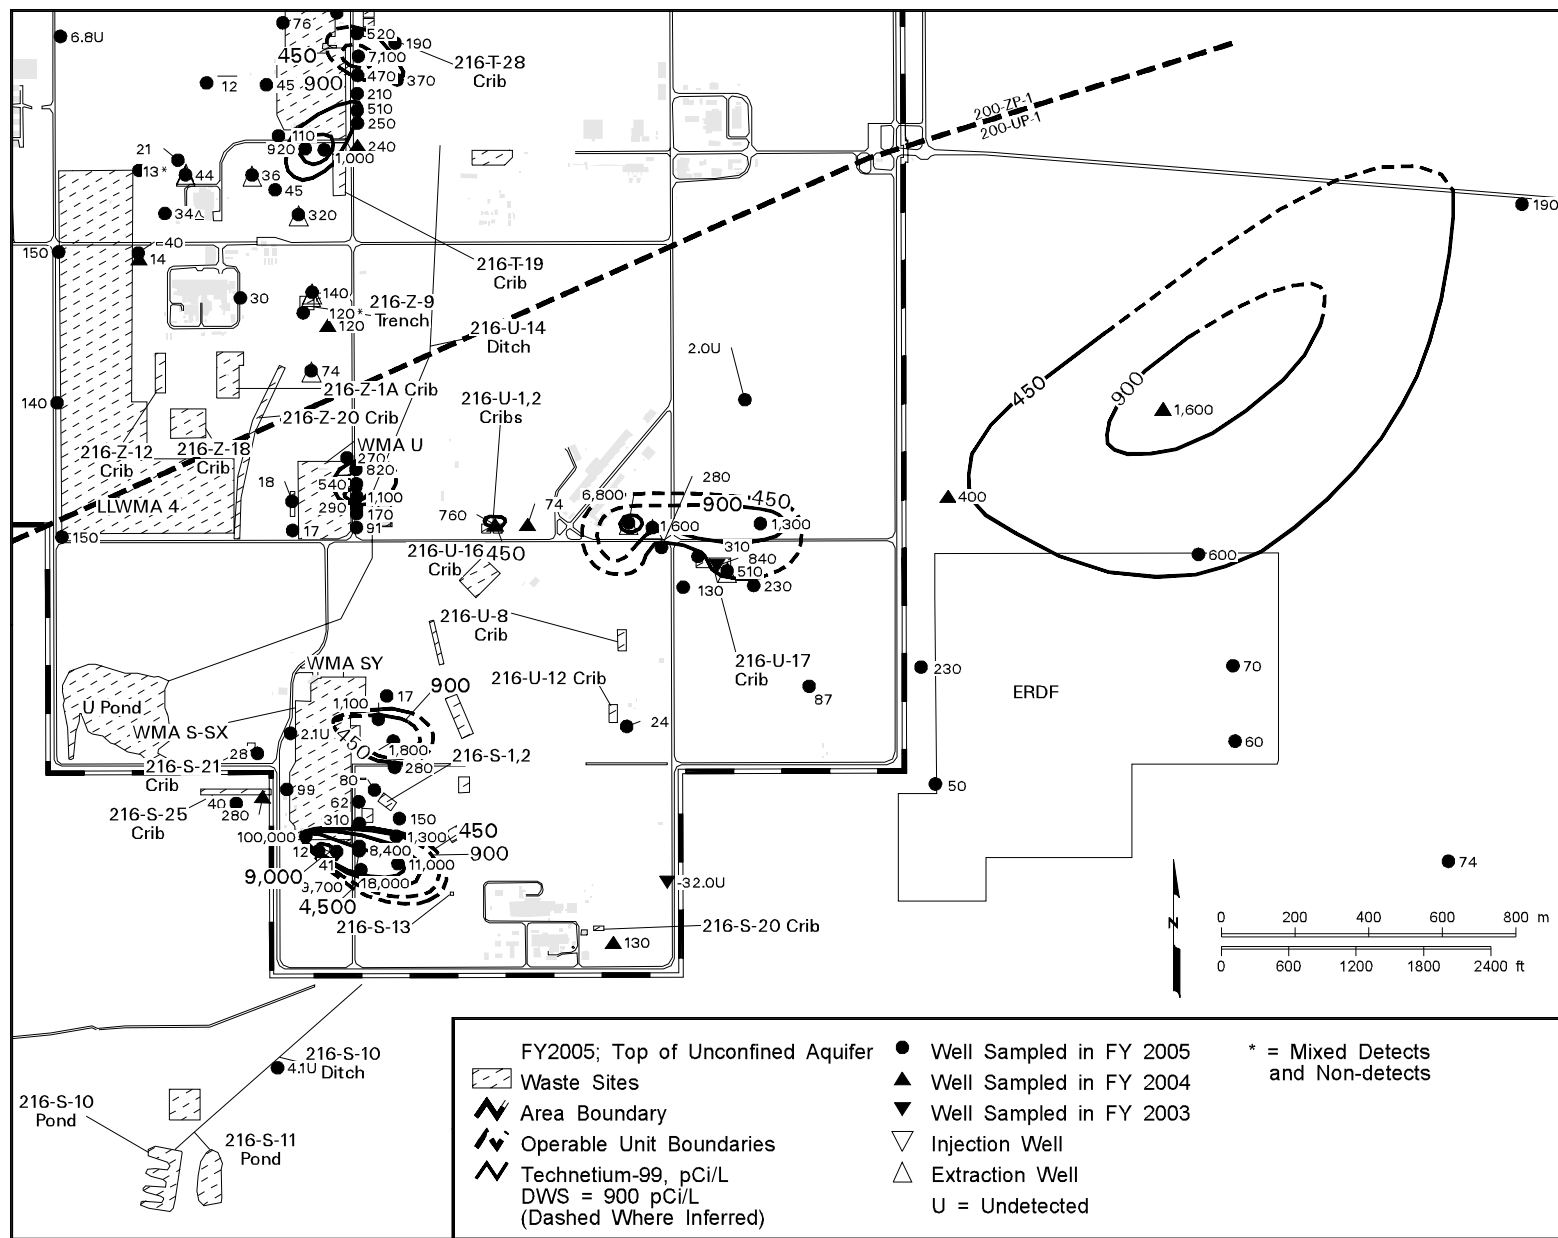 76
520
190
6.8U
450
7,100
216-T-28
Crib
12
45
900
470
370
210
510
250
200-ZP-1
200-UP-1
110
920
1,000
240
21
13*
44
36
45
34
320
190
40
150
14
216-T-19
Crib
30
140
216-Z-9
Trench
120*
120
216-U-14
Ditch
2.0U
74
216-Z-1A Crib
450
900
1,600
140
216-Z-20 Crib
216-U-1,2
Cribs
216-Z-12
Crib
216-Z-18
Crib
WMA U
270
820
18
540
1,100
290
170
91
LLWMA 4
17
150
760
74
6,800
280
900
450
1,600
1,300
400
216-U-16
Crib
450
310
840
510
230
130
600
216-U-8
Crib
WMA SY
216-U-12 Crib
216-U-17
Crib
230
70
ERDF
U Pond
1,100
17
900
87
WMA S-SX
2.1U
450
1,800
24
60
28
216-S-21
Crib
280
216-S-1,2
50
216-S-25
Crib
40
280
99
80
62
310
150
100,000
1,300
450
12
41
8,400
900
11,000
9,000
9,700
18,000
4,500
74
-32.0U
216-S-13
216-S-20 Crib
130
N
0 200 400 600 800 m
0 600 1200 1800 2400 ft
216-S-10
Ditch
4.1U
216-S-10
Pond
216-S-11
Pond
FY2005; Top of Unconfined Aquifer
Waste Sites
Area Boundary
Operable Unit Boundaries
Technetium-99, pCi/L
DWS = 900 pCi/L
(Dashed Where Inferred)
Well Sampled in FY 2005
Well Sampled in FY 2004
Well Sampled in FY 2003
Injection Well
Extraction Well
U = Undetected
* = Mixed Detects
and Non-detects